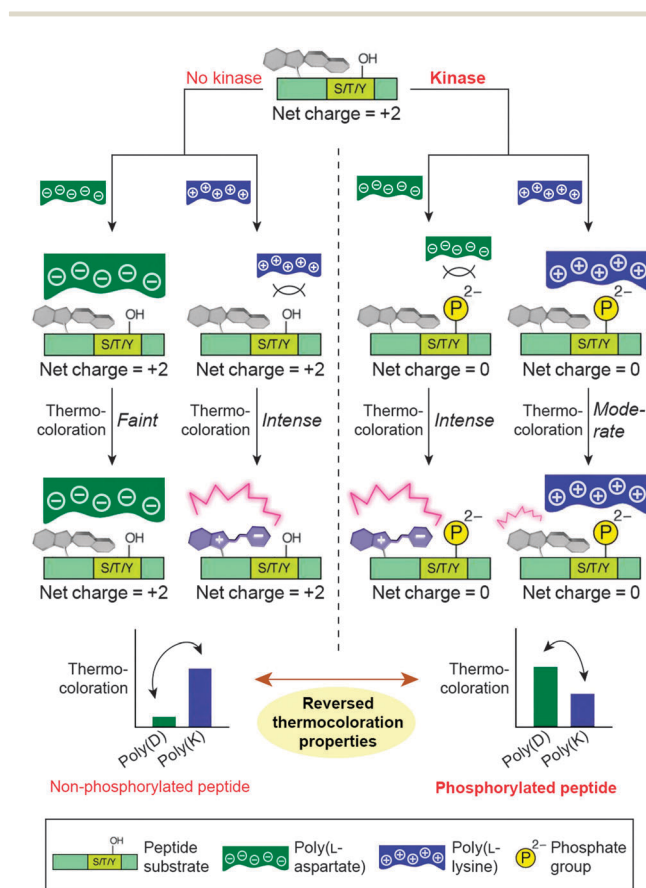 OH
No kinase
S/T/Y
Kinase
Net charge = +2
OH
OH
P 2–
P 2–
S/T/Y
S/T/Y
S/T/Y
S/T/Y
Net charge = +2
Net charge = +2
Net charge = 0
Net charge = 0
Thermo-
coloration
Faint
Thermo-
coloration
Intense
Thermo-
coloration
Intense
Thermo-
coloration
Mode-
rate
OH
OH
P 2–
P 2–
S/T/Y
S/T/Y
S/T/Y
S/T/Y
Net charge = +2
Net charge = +2
Net charge = 0
Net charge = 0
Thermo-
coloration
Poly(D)
Poly(K)
Non-phosphorylated peptide
Reversed
thermocoloration
properties
Thermo-
coloration
Poly(D)
Poly(K)
Phosphorylated peptide
OH
S/T/Y
Peptide
substrate
Poly(L-
aspartate)
Poly(L-
lysine)
P 2–
Phosphate
group